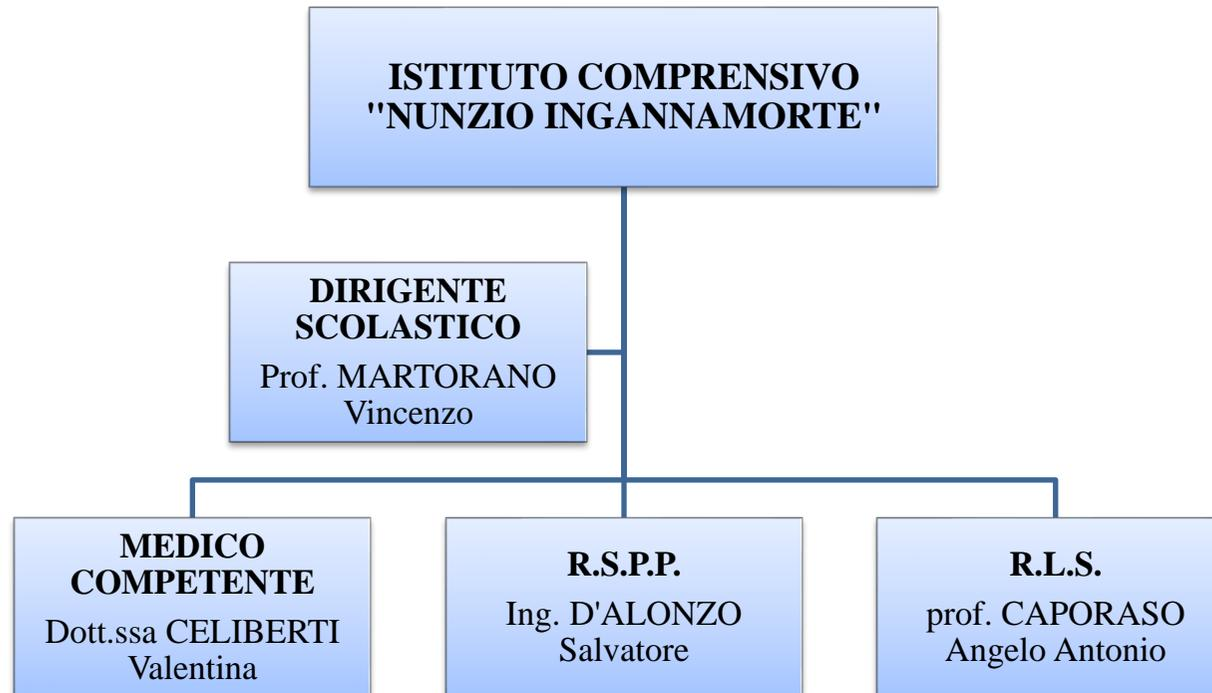 ISTITUTO COMPRENSIVO
"NUNZIO INGANNAMORTE"
DIRIGENTE
SCOLASTICO
Prof. MARTORANO
Vincenzo
MEDICO
COMPETENTE
Dott.ssa CELIBERTI
Valentina
R.S.P.P.
Ing. D'ALONZO
Salvatore
R.L.S.
prof. CAPORASO
Angelo Antonio